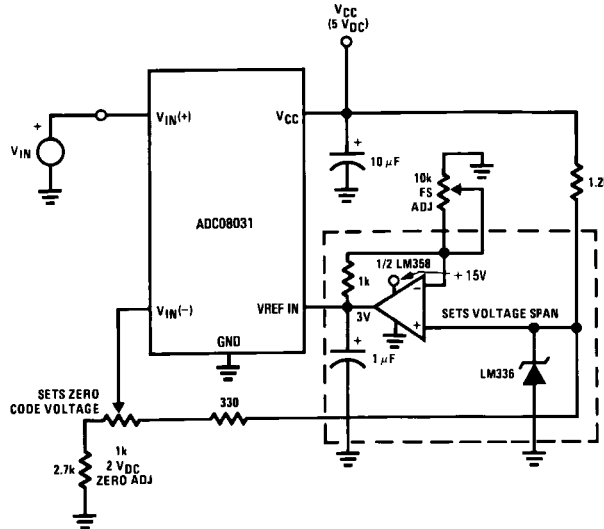 VCC
(5 VDC)
VIN(+)
VCC
+
VIN
+
10 µF
10k
FS
ADJ
1.2
ADC08031
1/2 LM358
+ 15V
1k
−
VIN(−)
VREF IN
3V
+
SETS VOLTAGE SPAN
GND
+
1 µF
LM336
SETS ZERO
CODE VOLTAGE
330
1k
2 VDC
ZERO ADJ
2.7k